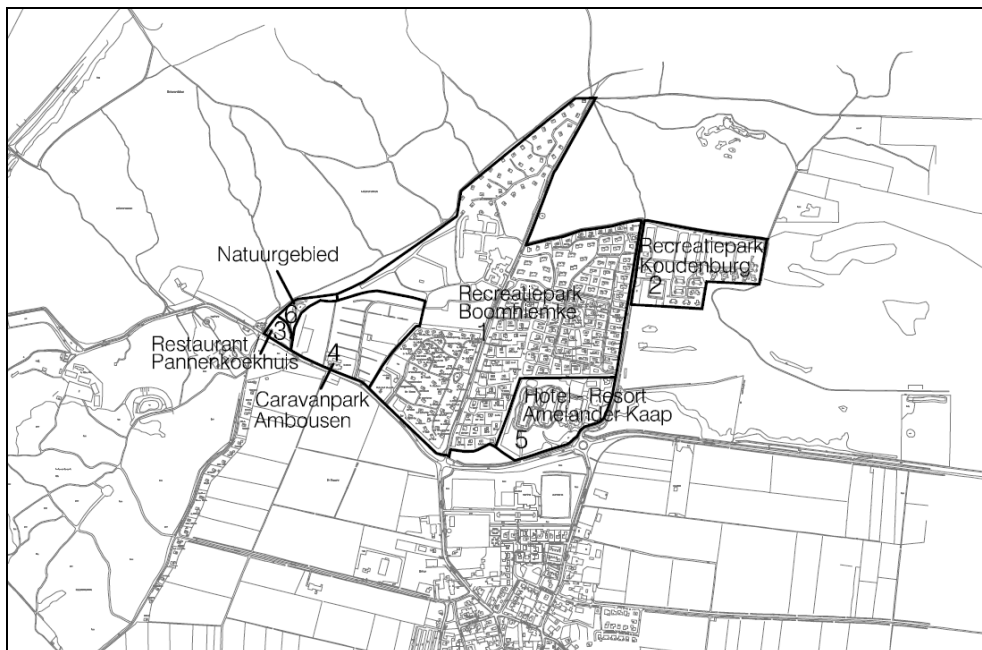 Natuurgebied
6
3
Restaurant
Pannenkoekhuis
4
Caravanpark
Ambousen
Recreatiepark
Boomhiemke
1
Recreatiepark
Koudenburg
2
Hotel - Resort
Amelander Kaap
5